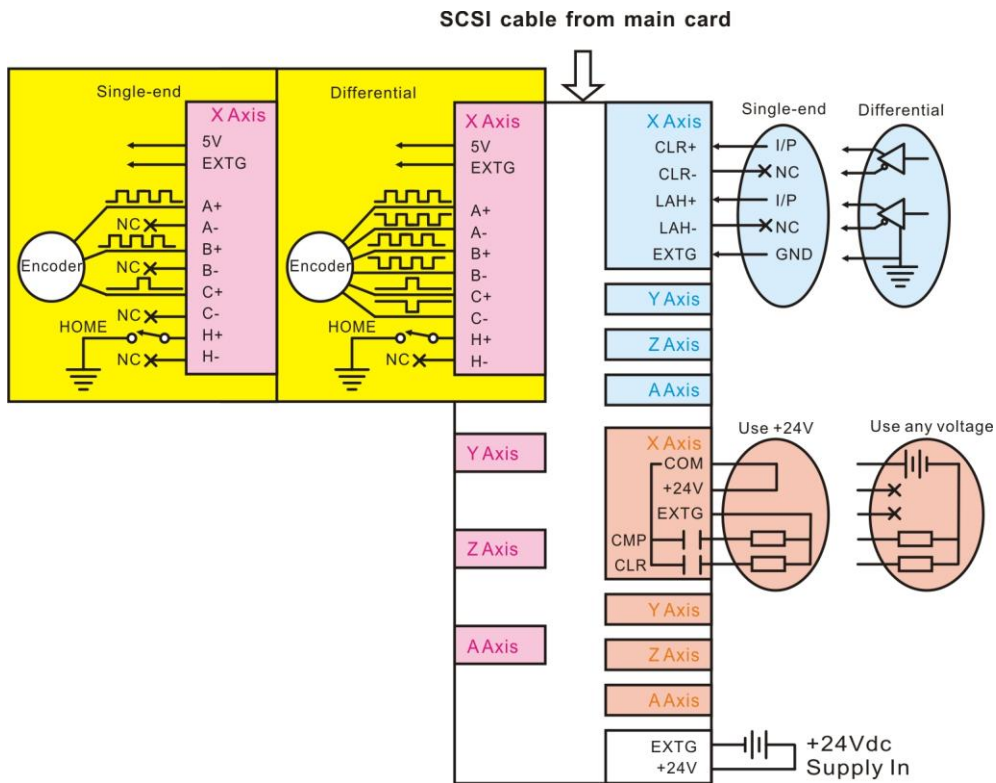 SCSI cable from main card
Single-end
X Axis
5V
EXTG
A+
NC A-
B+
NC B-
C+
NC C-
HOME
H+
NC H-
Encoder
Differential
X Axis
5V
EXTG
A+
A-
B+
B-
C+
C-
HOME
H+
NC H-
Encoder
Y Axis
Z Axis
A Axis
Single-end
Differential
X Axis
CLR+ I/P
CLR- NC
LAH+ I/P
LAH- NC
EXTG GND
Y Axis
Z Axis
A Axis
Use +24V
Use any voltage
X Axis
COM
+24V
EXTG
CMP
CLR
Y Axis
Z Axis
A Axis
EXTG
+24V
+24Vdc
Supply In